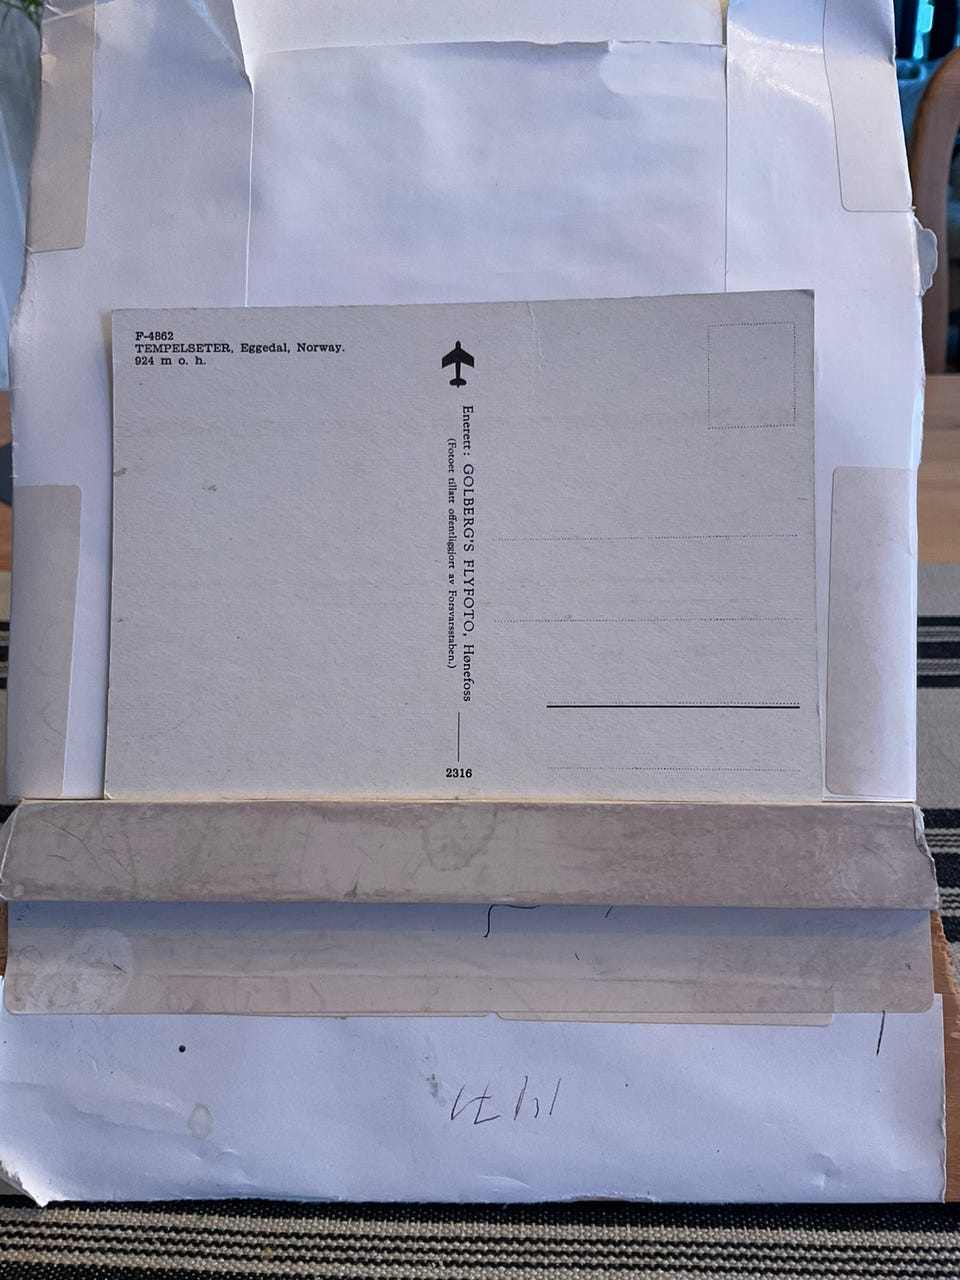 F-4862
TEMPELSETER, Eggedal, Norway.
924 m o. h.
Enerett: GOLBERG'S FLYFOTO, Hønefoss
(Fotoet tillatt offentliggjort av Forsvarsstaben.)
2316